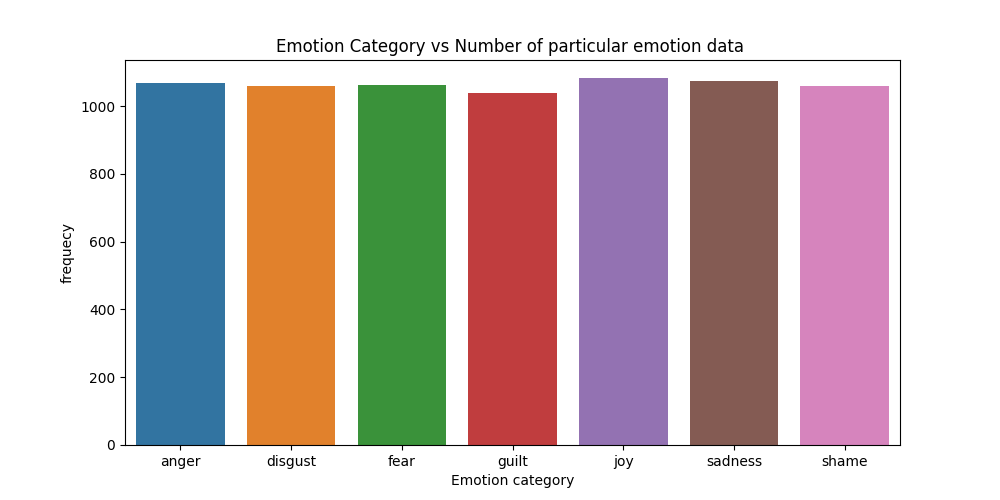 Emotion Category vs Number of particular emotion data
1000
800
600
400
200
0
frequecy
anger disgust fear guilt joy sadness shame
Emotion category